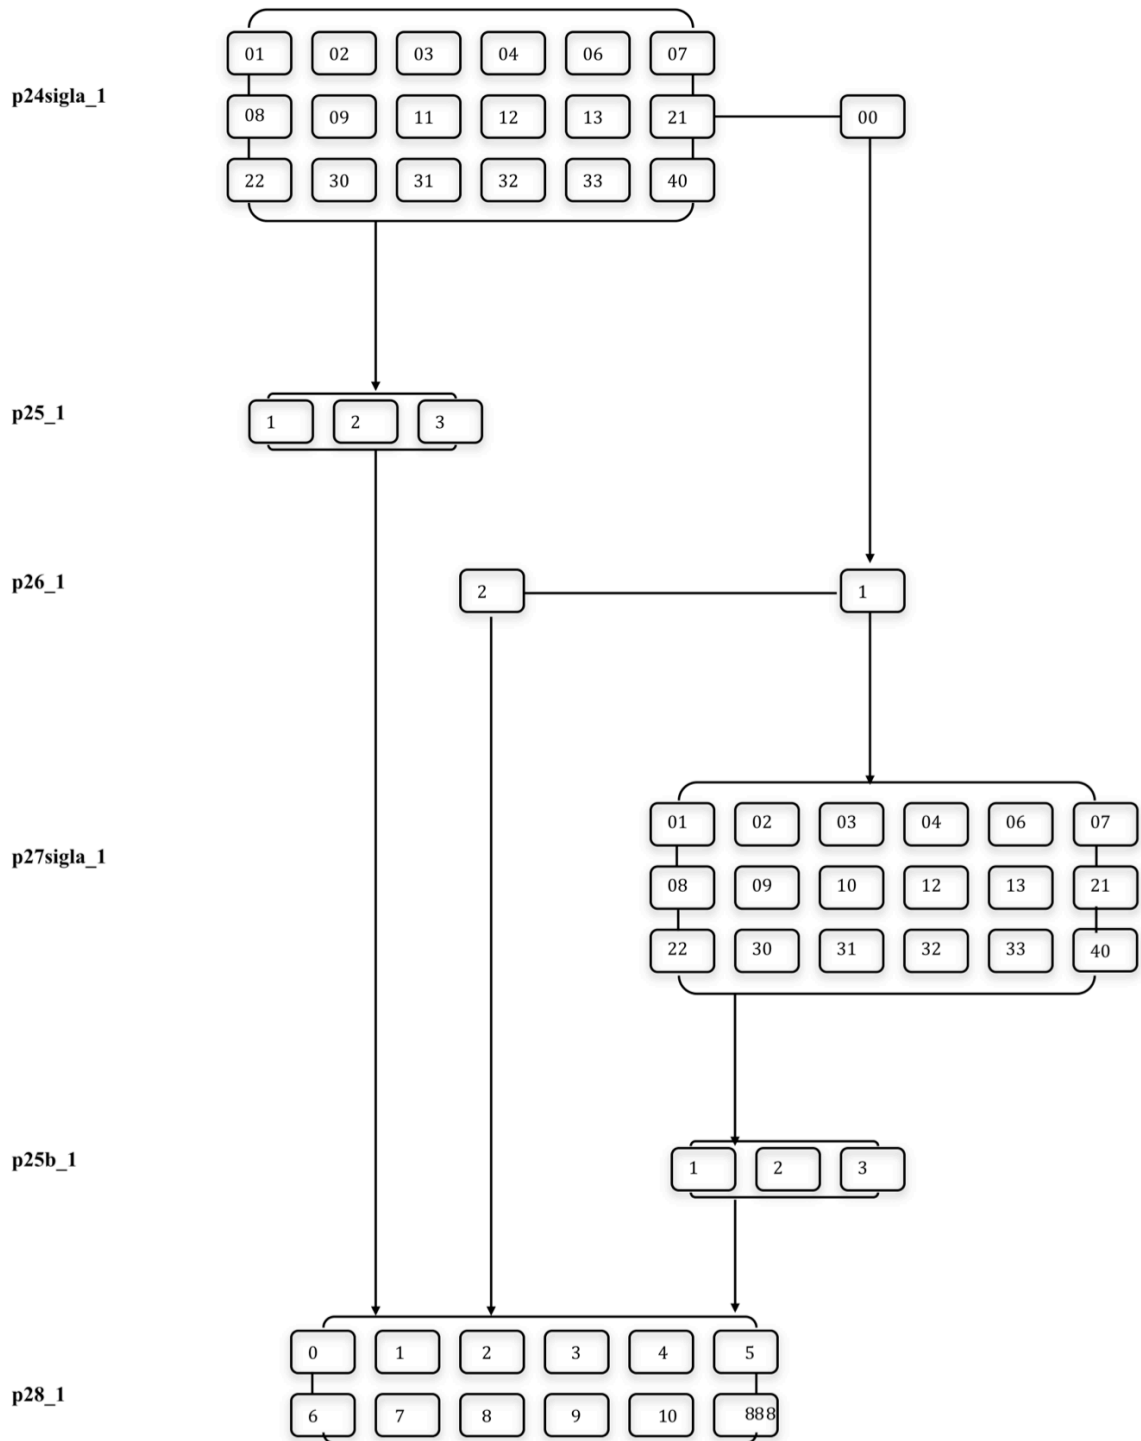 01 02 03 04 06 07
p24sigla_1
08 09 11 12 13 21 00
22 30 31 32 33 40
p25_1 1 2 3
p26_1 2 1
01 02 03 04 06 07
p27sigla_1
08 09 10 12 13 21
22 30 31 32 33 40
p25b_1 1 2 3
0 1 2 3 4 5
p28_1
6 7 8 9 10 888